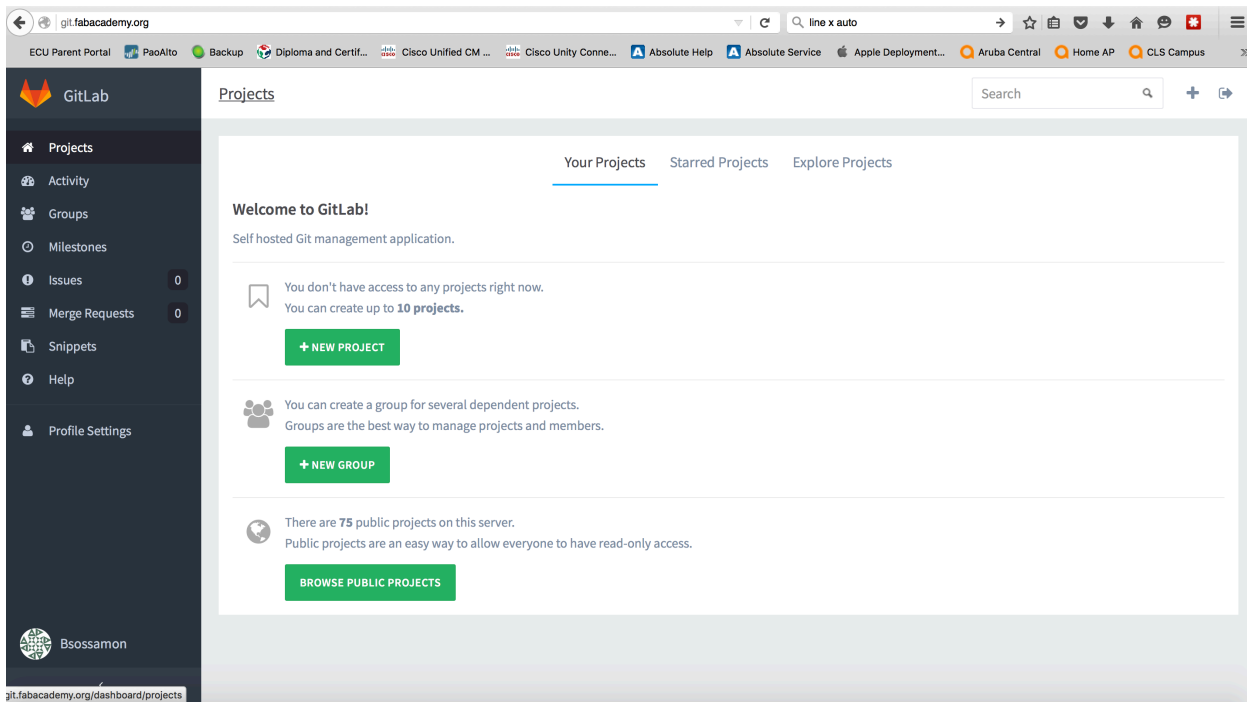 git.fabacademy.org
line x auto
ECU Parent Portal PaoAlto Backup Diploma and Certif... Cisco Unified CM ... Cisco Unity Conne... Absolute Help Absolute Service Apple Deployment... Aruba Central Home AP CLS Campus
GitLab
Projects
Search
Projects
Activity
Groups
Milestones
Issues 0
Merge Requests 0
Snippets
Help
Profile Settings
Your Projects Starred Projects Explore Projects
Welcome to GitLab!
Self hosted Git management application.
You don't have access to any projects right now.
You can create up to 10 projects.
+ NEW PROJECT
You can create a group for several dependent projects.
Groups are the best way to manage projects and members.
+ NEW GROUP
There are 75 public projects on this server.
Public projects are an easy way to allow everyone to have read-only access.
BROWSE PUBLIC PROJECTS
Bsossamon
git.fabacademy.org/dashboard/projects